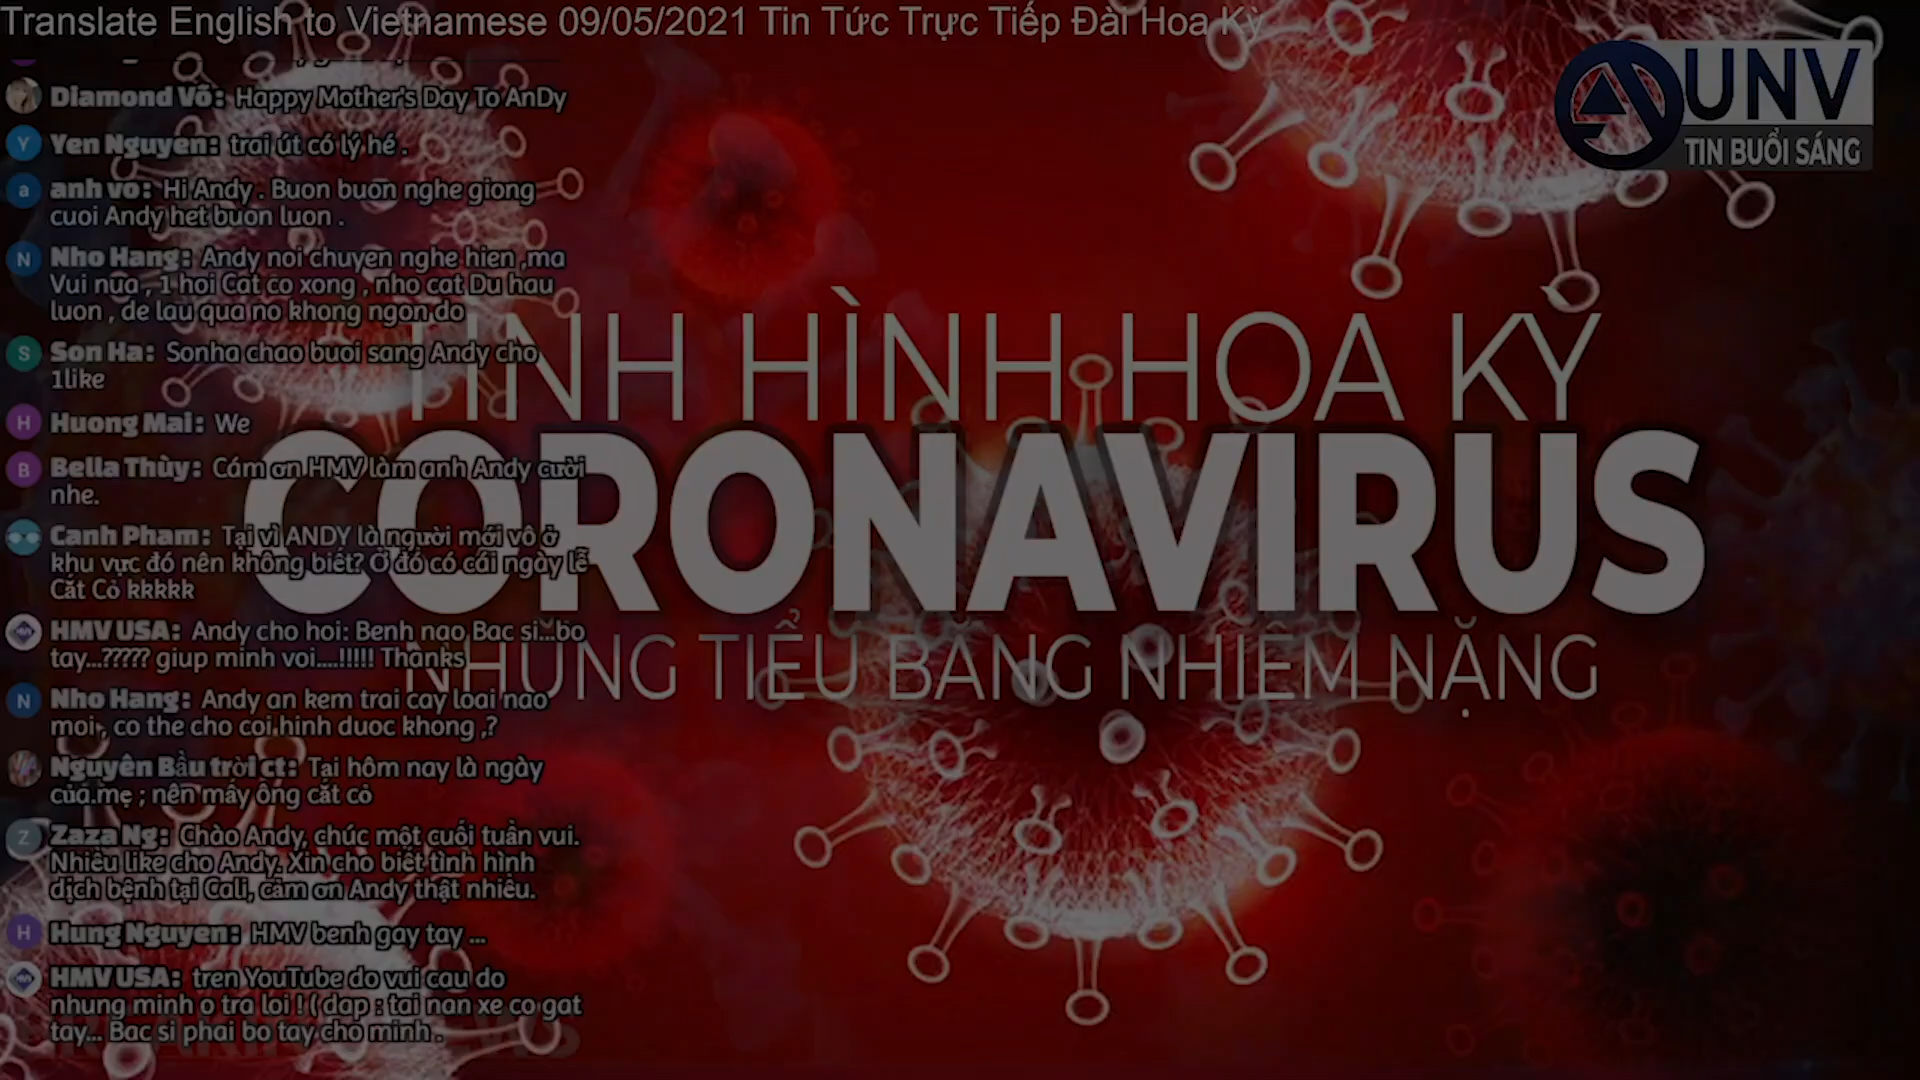 Translate English to Vietnamese 09/05/2021 Tin Tức Trực Tiếp Đài Hoa Kỳ
UNV
TIN BUỔI SÁNG
Diamond Võ: Happy Mother's Day To AnDy
Yen Nguyen: trai út có lý hé .
anh vo: Hi Andy . Buon buon nghe giong
cuoi Andy het buon luon .
Nho Hang: Andy noi chuyen nghe hien ,ma
Vui nua , 1 hoi Cat co xong , nho cat Du hau
luon , de lau qua no khong ngon do
Son Ha: Sonha chao buoi sang Andy cho
1like
Huong Mai: We
Bella Thùy: Cám ơn HMV làm anh Andy cười
nhe.
Canh Pham: Tại vì ANDY là người mới vô ở
khu vực đó nên không biết? Ở đó có cái ngày lễ
Cắt Cỏ kkkkk
HMV USA: Andy cho hoi: Benh nao Bac si...bo
tay...????? giup minh voi....!!!!! Thanks
Nho Hang: Andy an kem trai cay loai nao
moi , co the cho coi hinh duoc khong ,?
Nguyên Bầu trời ct: Tại hôm nay là ngày
của.mẹ ; nên mấy ông cắt cỏ
Zaza Ng: Chào Andy, chúc một cuối tuần vui.
Nhiều like cho Andy. Xin cho biết tình hình
dịch bệnh tại Cali, cảm ơn Andy thật nhiều.
Hung Nguyen: HMV benh gay tay ...
HMV USA: tren YouTube do vui cau do
nhung minh o tra loi ! ( dap : tai nan xe co gat
tay... Bac si phai bo tay cho minh .
TÌNH HÌNH HOA KỲ
CORONAVIRUS
NHỮNG TIỂU BANG NHIỄM NẶNG